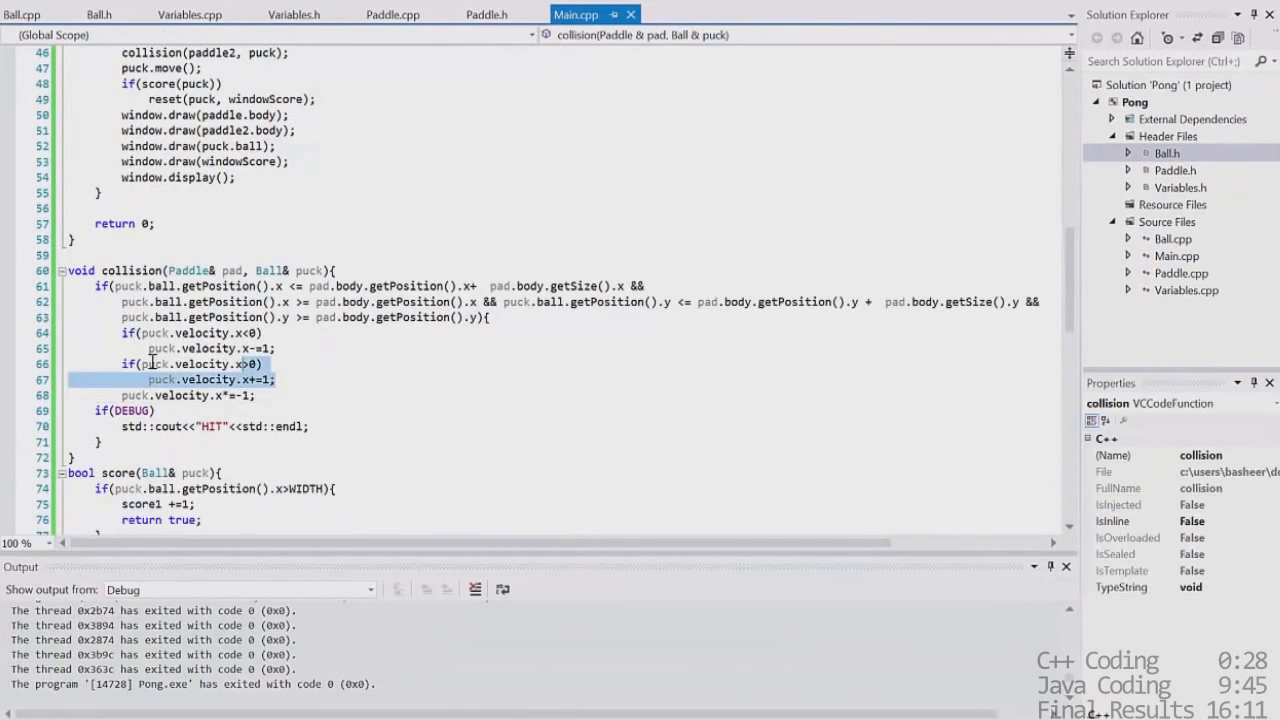 Ball.cpp Ball.h Variables.cpp Variables.h Paddle.cpp Paddle.h Main.cpp
(Global Scope) collision(Paddle & pad, Ball & puck)
46 collision(paddle2, puck);
47 puck.move();
48 if(score(puck))
49 reset(puck, windowScore);
50 window.draw(paddle.body);
51 window.draw(paddle2.body);
52 window.draw(puck.ball);
53 window.draw(windowScore);
54 window.display();
55 }
56
57 return 0;
58 }
59
60 void collision(Paddle& pad, Ball& puck){
61 if(puck.ball.getPosition().x <= pad.body.getPosition().x+  pad.body.getSize().x &&
62 puck.ball.getPosition().x >= pad.body.getPosition().x && puck.ball.getPosition().y <= pad.body.getPosition().y +  pad.body.getSize().y &&
63 puck.ball.getPosition().y >= pad.body.getPosition().y){
64 if(puck.velocity.x<0)
65 puck.velocity.x-=1;
66 if(puck.velocity.x>0)
67 puck.velocity.x+=1;
68 puck.velocity.x*=-1;
69 if(DEBUG)
70 std::cout<<"HIT"<<std::endl;
71 }
72 }
73 bool score(Ball& puck){
74 if(puck.ball.getPosition().x>WIDTH){
75 score1 +=1;
76 return true;
100 %
Output
Show output from: Debug
The thread 0x2b74 has exited with code 0 (0x0).
The thread 0x3894 has exited with code 0 (0x0).
The thread 0x2874 has exited with code 0 (0x0).
The thread 0x3b9c has exited with code 0 (0x0).
The thread 0x363c has exited with code 0 (0x0).
The program '[14728] Pong.exe' has exited with code 0 (0x0).
Solution Explorer
Search Solution Explorer (Ctrl+;)
Solution 'Pong' (1 project)
Pong
External Dependencies
Header Files
Ball.h
Paddle.h
Variables.h
Resource Files
Source Files
Ball.cpp
Main.cpp
Paddle.cpp
Variables.cpp
Properties
collision VCCodeFunction
C++
(Name) collision
File c:\users\basheer\d
FullName collision
IsInjected False
IsInline False
IsOverloaded False
IsSealed False
IsTemplate False
TypeString void
C++ Coding 0:28
Java Coding 9:45
Final Results 16:11
C++